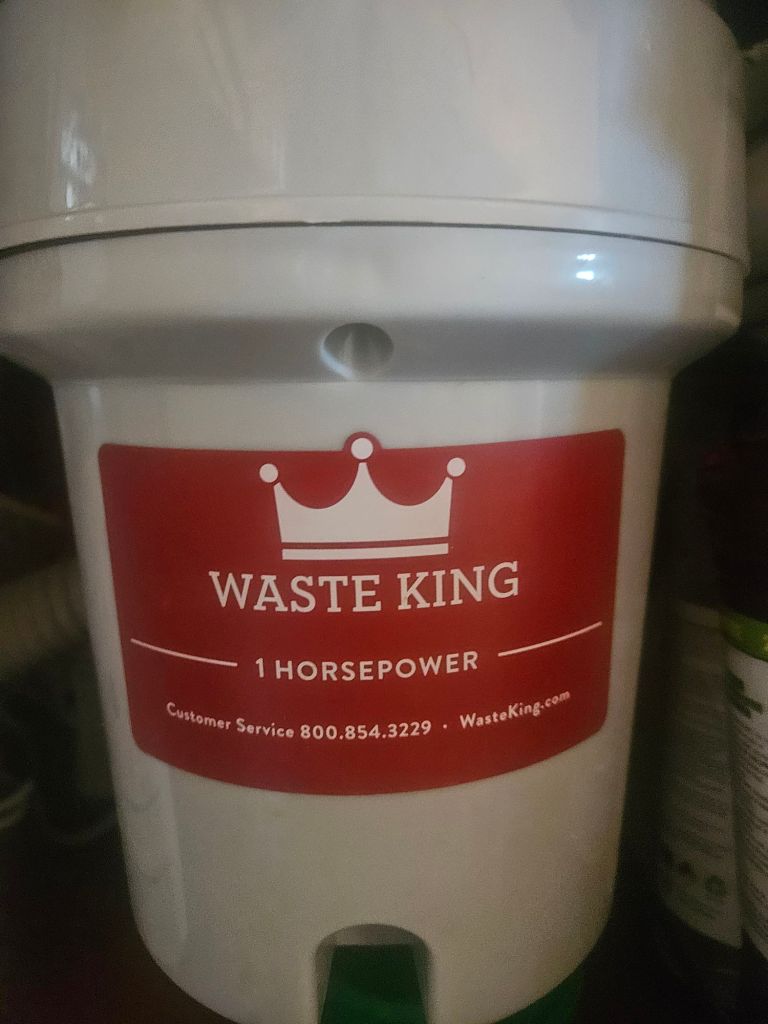 WASTE KING
1 HORSEPOWER
Customer Service 800.854.3229 · WasteKing.com